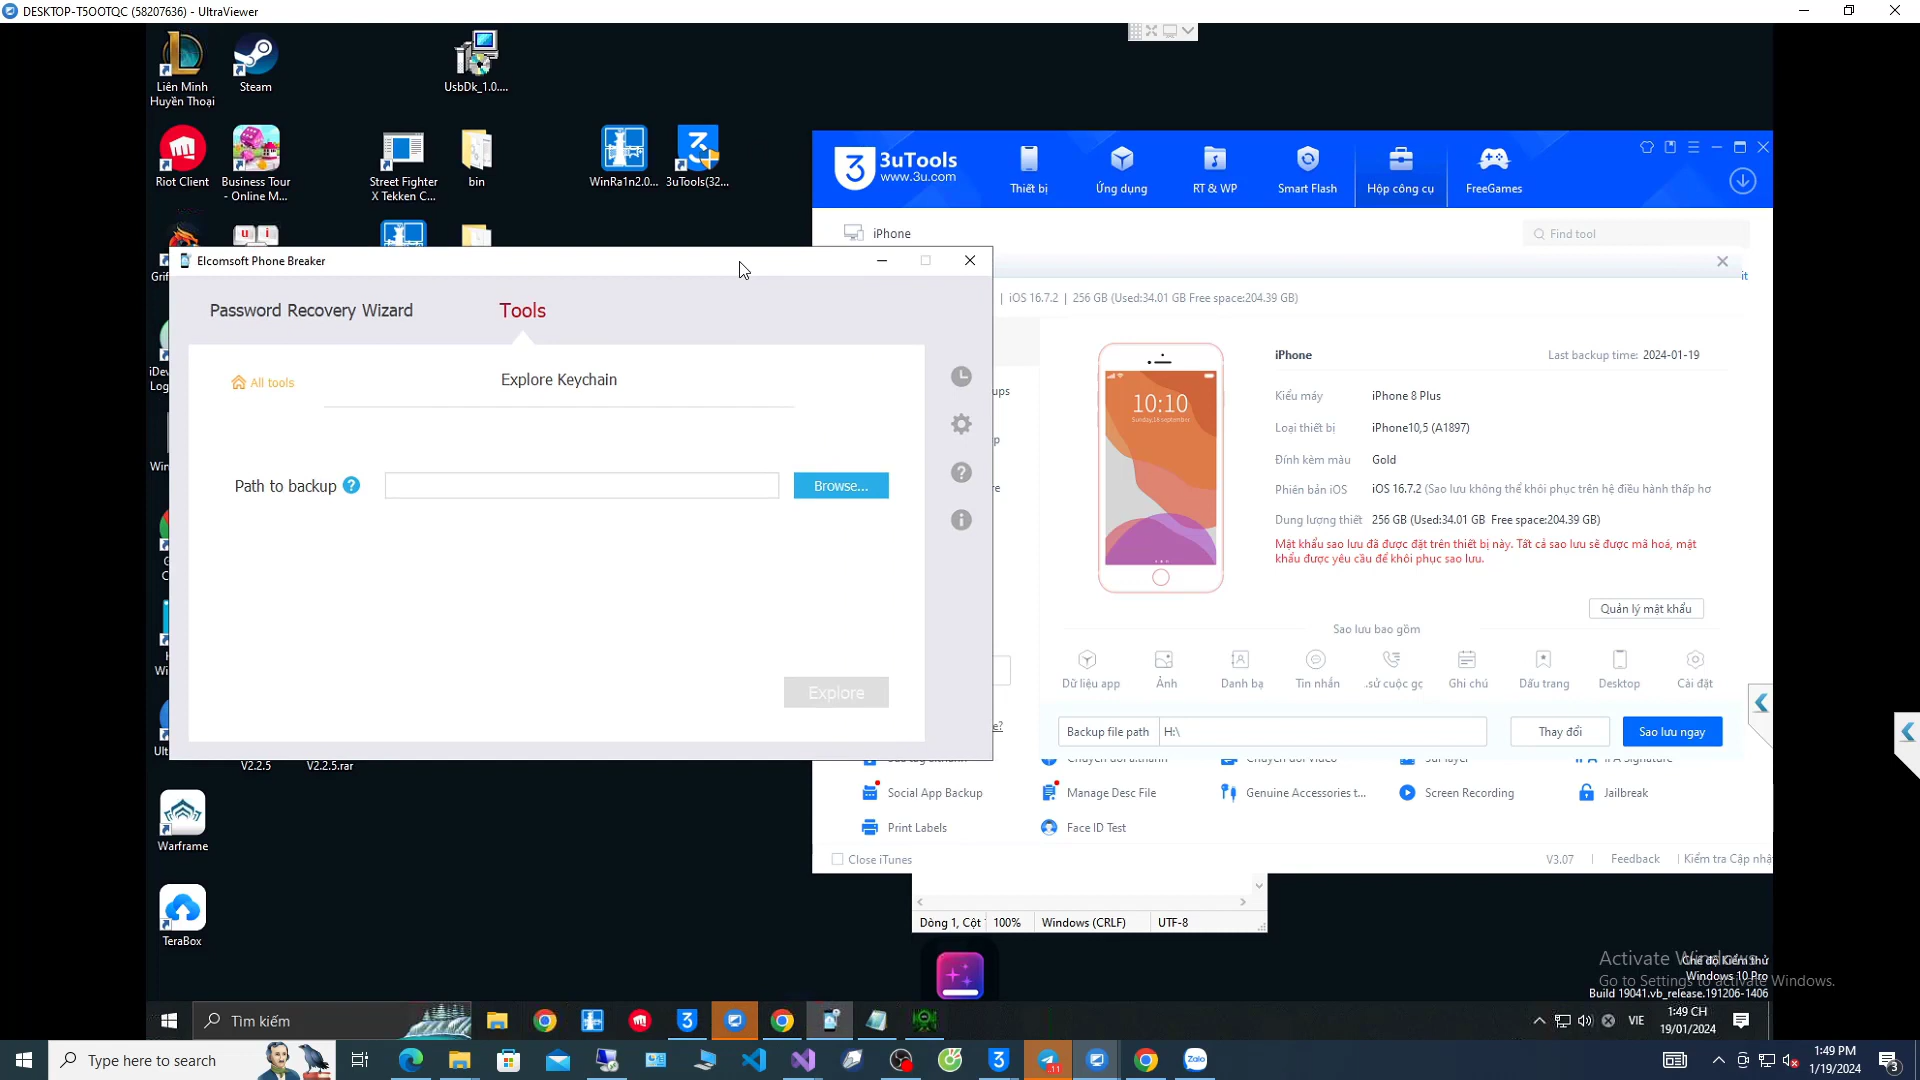 DESKTOP-T5OOTQC (58207636) - UltraViewer
Liên Minh
Huyền Thoại
Steam
UsbDk_1.0....
Riot Client
Business Tour
- Online M...
Street Fighter
X Tekken C...
bin
WinRa1n2.0...
3uTools(32...
3uTools
www.3u.com
Thiết bị
Ứng dụng
RT & WP
Smart Flash
Hộp công cụ
FreeGames
iPhone
Find tool
Elcomsoft Phone Breaker
Password Recovery Wizard
Tools
All tools
Explore Keychain
Path to backup
Browse...
Explore
iOS 16.7.2 | 256 GB (Used:34.01 GB Free space:204.39 GB)
10:10
iPhone
Last backup time: 2024-01-19
Kiểu máy iPhone 8 Plus
Loại thiết bị iPhone10,5 (A1897)
Đính kèm màu Gold
Phiên bản iOS iOS 16.7.2 (Sao lưu không thể khôi phục trên hệ điều hành thấp hơ
Dung lượng thiết 256 GB (Used:34.01 GB Free space:204.39 GB)
Mật khẩu sao lưu đã được đặt trên thiết bị này. Tất cả sao lưu sẽ được mã hoá, mật
khẩu được yêu cầu để khôi phục sao lưu.
Quản lý mật khẩu
Sao lưu bao gồm
Dữ liệu app
Ảnh
Danh bạ
Tin nhắn
.sử cuộc gọ
Ghi chú
Dấu trang
Desktop
Cài đặt
Backup file path H:\
Thay đổi
Sao lưu ngay
V2.2.5
V2.2.5.rar
Social App Backup
Manage Desc File
Genuine Accessories t...
Screen Recording
Jailbreak
Print Labels
Face ID Test
Close iTunes
V3.07
Feedback
Kiểm tra Cập nhậ
Warframe
TeraBox
Dòng 1, Cột
100%
Windows (CRLF)
UTF-8
Activate Windows
Go to Settings to activate Windows.
Chế độ Kiểm thử
Windows 10 Pro
Build 19041.vb_release.191206-1406
Tìm kiếm
VIE
1:49 CH
19/01/2024
Type here to search
1:49 PM
1/19/2024
3